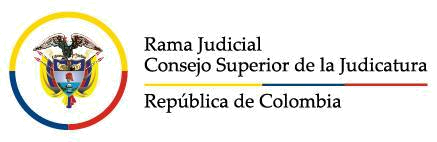 Rama Judicial
Consejo Superior de la Judicatura
República de Colombia